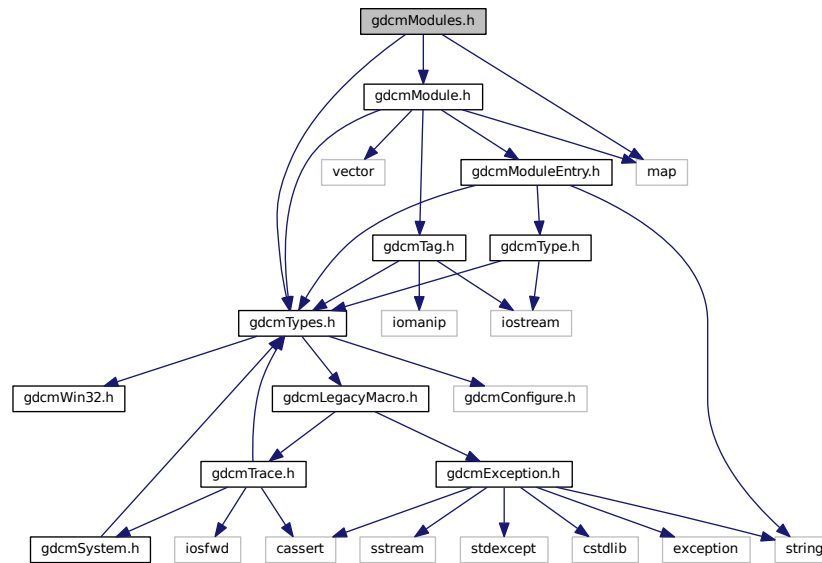 gdcmModules.h
gdcmModule.h
vector
gdcmModuleEntry.h
map
gdcmTag.h
gdcmType.h
gdcmTypes.h
iomanip
iostream
gdcmWin32.h
gdcmLegacyMacro.h
gdcmConfigure.h
gdcmTrace.h
gdcmException.h
gdcmSystem.h
iosfwd
cassert
sstream
stdexcept
cstdlib
exception
string